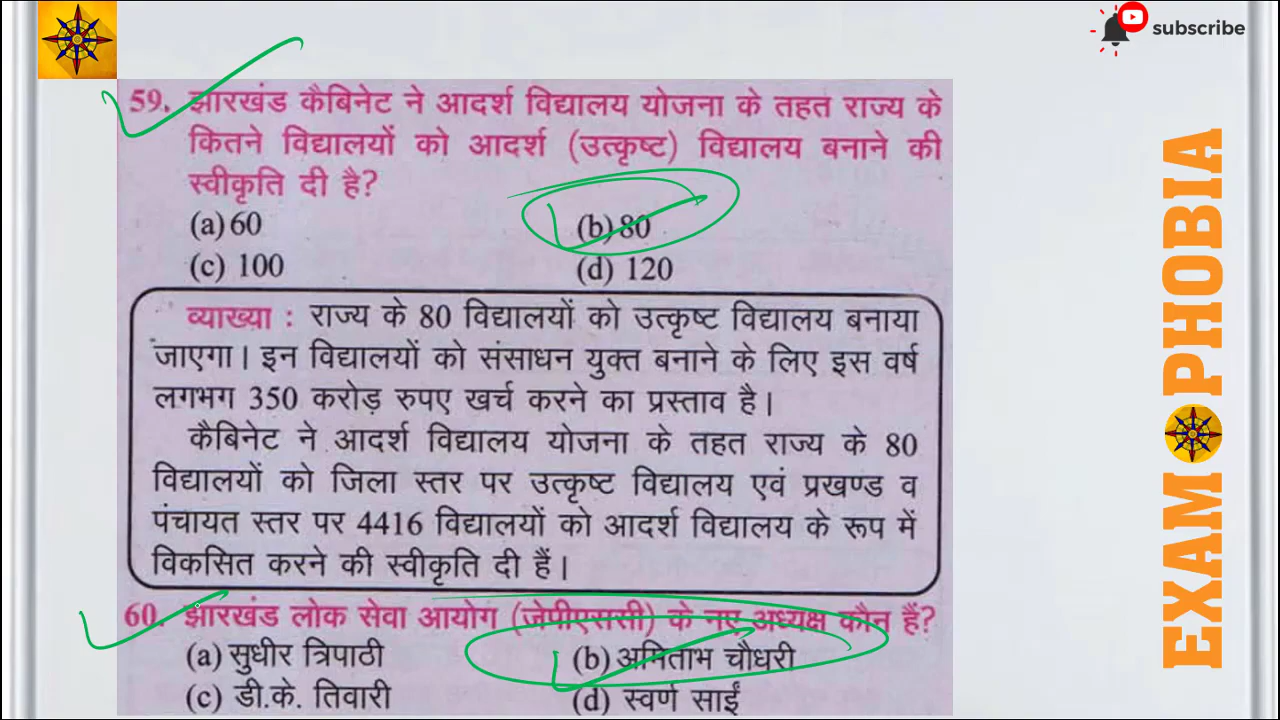 subscribe
59. झारखंड कैबिनेट ने आदर्श विद्यालय योजना के तहत राज्य के
कितने विद्यालयों को आदर्श (उत्कृष्ट) विद्यालय बनाने की
स्वीकृति दी है?
(a) 60 (b) 80
(c) 100 (d) 120
व्याख्या : राज्य के 80 विद्यालयों को उत्कृष्ट विद्यालय बनाया
जाएगा। इन विद्यालयों को संसाधन युक्त बनाने के लिए इस वर्ष
लगभग 350 करोड़ रुपए खर्च करने का प्रस्ताव है।
कैबिनेट ने आदर्श विद्यालय योजना के तहत राज्य के 80
विद्यालयों को जिला स्तर पर उत्कृष्ट विद्यालय एवं प्रखण्ड व
पंचायत स्तर पर 4416 विद्यालयों को आदर्श विद्यालय के रूप में
विकसित करने की स्वीकृति दी हैं।
60. झारखंड लोक सेवा आयोग (जेपीएससी) के नए अध्यक्ष कौन हैं?
(a) सुधीर त्रिपाठी (b) अमिताभ चौधरी
(c) डी.के. तिवारी (d) स्वर्ण साईं
EXAM PHOBIA